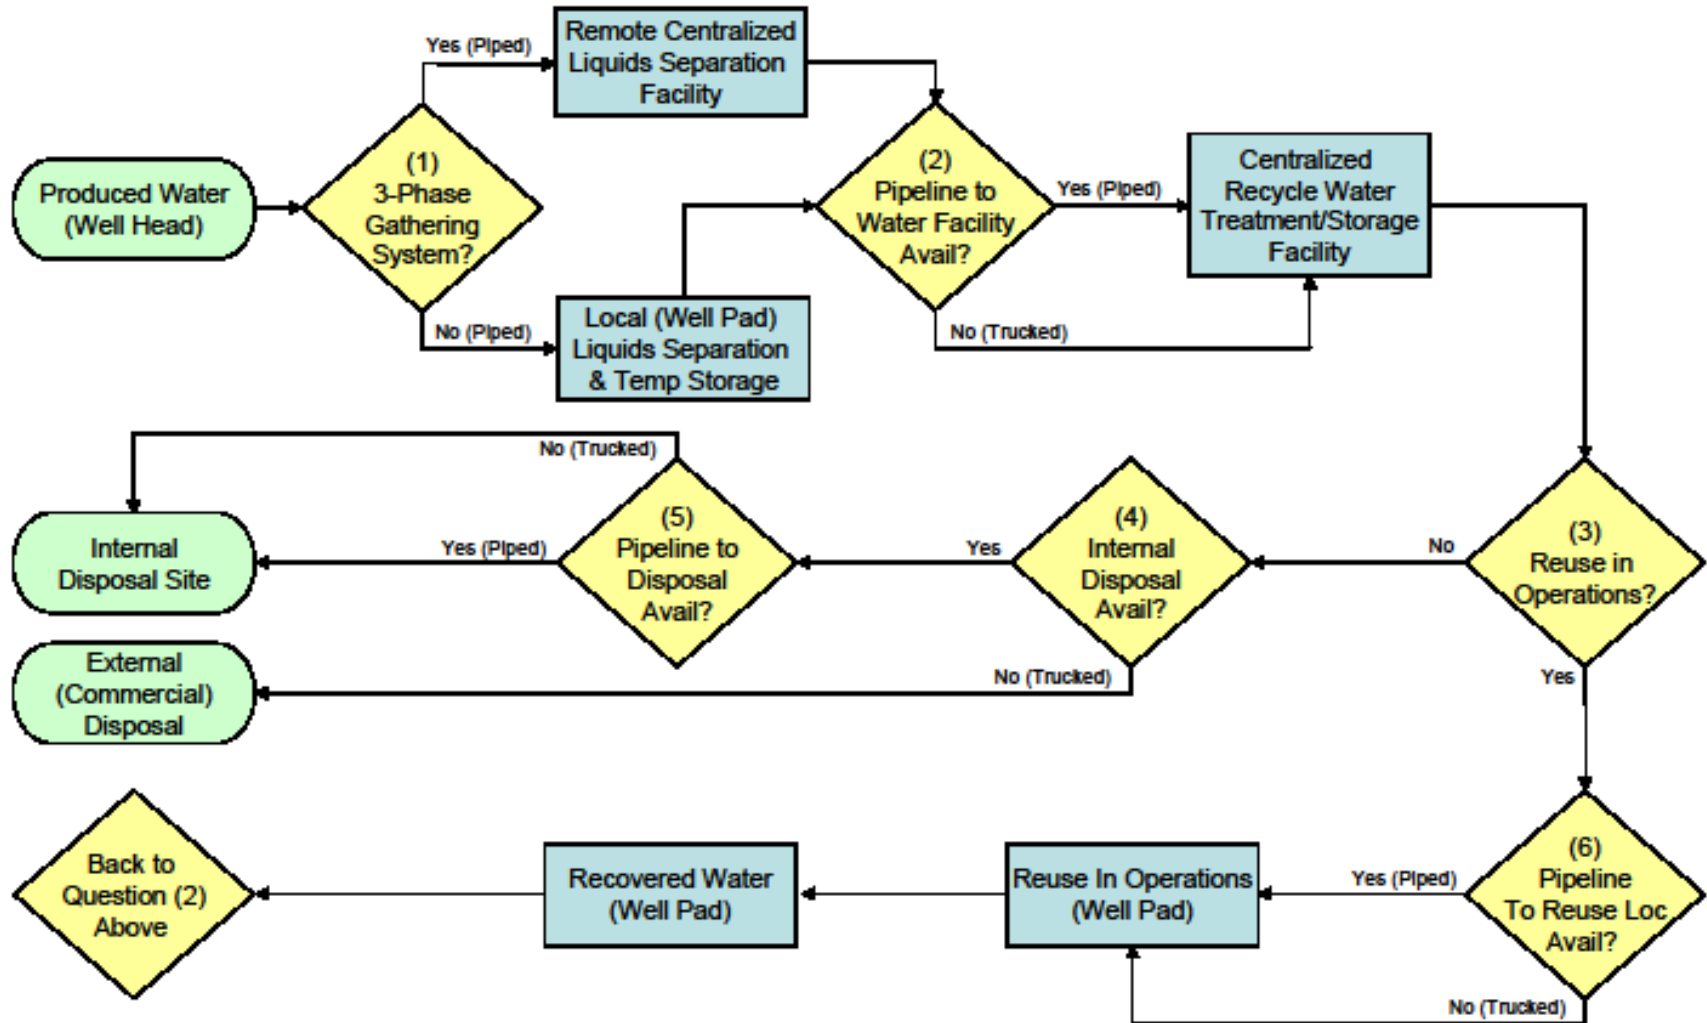 Produced Water
(Well Head)
(1)
3-Phase
Gathering
System?
Yes (Piped)
Remote Centralized
Liquids Separation
Facility
No (Piped)
Local (Well Pad)
Liquids Separation
& Temp Storage
(2)
Pipeline to
Water Facility
Avail?
Yes (Piped)
No (Trucked)
Centralized
Recycle Water
Treatment/Storage
Facility
(3)
Reuse in
Operations?
No
Yes
(4)
Internal
Disposal
Avail?
Yes
No (Trucked)
(5)
Pipeline to
Disposal
Avail?
No (Trucked)
Yes (Piped)
Internal
Disposal Site
External
(Commercial)
Disposal
(6)
Pipeline
To Reuse Loc
Avail?
Yes (Piped)
No (Trucked)
Reuse In Operations
(Well Pad)
Recovered Water
(Well Pad)
Back to
Question (2)
Above